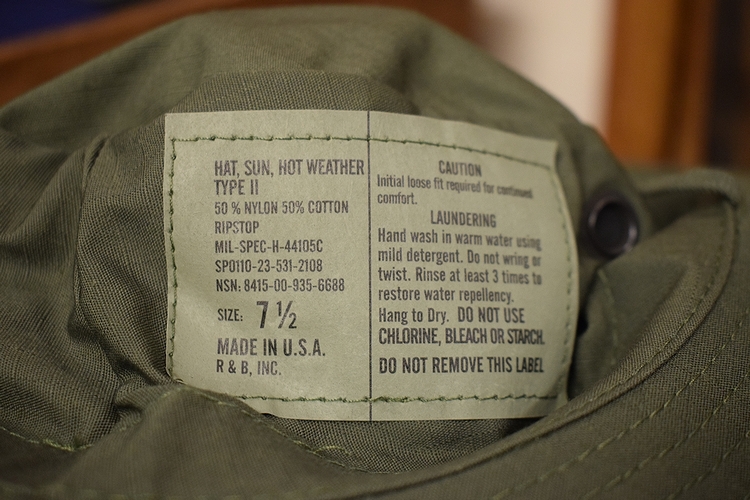 HAT, SUN, HOT WEATHER
TYPE II
50 % NYLON 50% COTTON
RIPSTOP
MIL-SPEC-H-44105C
SP0110-23-531-2108
NSN: 8415-00-935-6688
SIZE: 7 ½
MADE IN U.S.A.
R & B, INC.
CAUTION
Initial loose fit required for continued
comfort.
LAUNDERING
Hand wash in warm water using
mild detergent. Do not wring or
twist. Rinse at least 3 times to
restore water repellency.
Hang to Dry. DO NOT USE
CHLORINE, BLEACH OR STARCH.
DO NOT REMOVE THIS LABEL